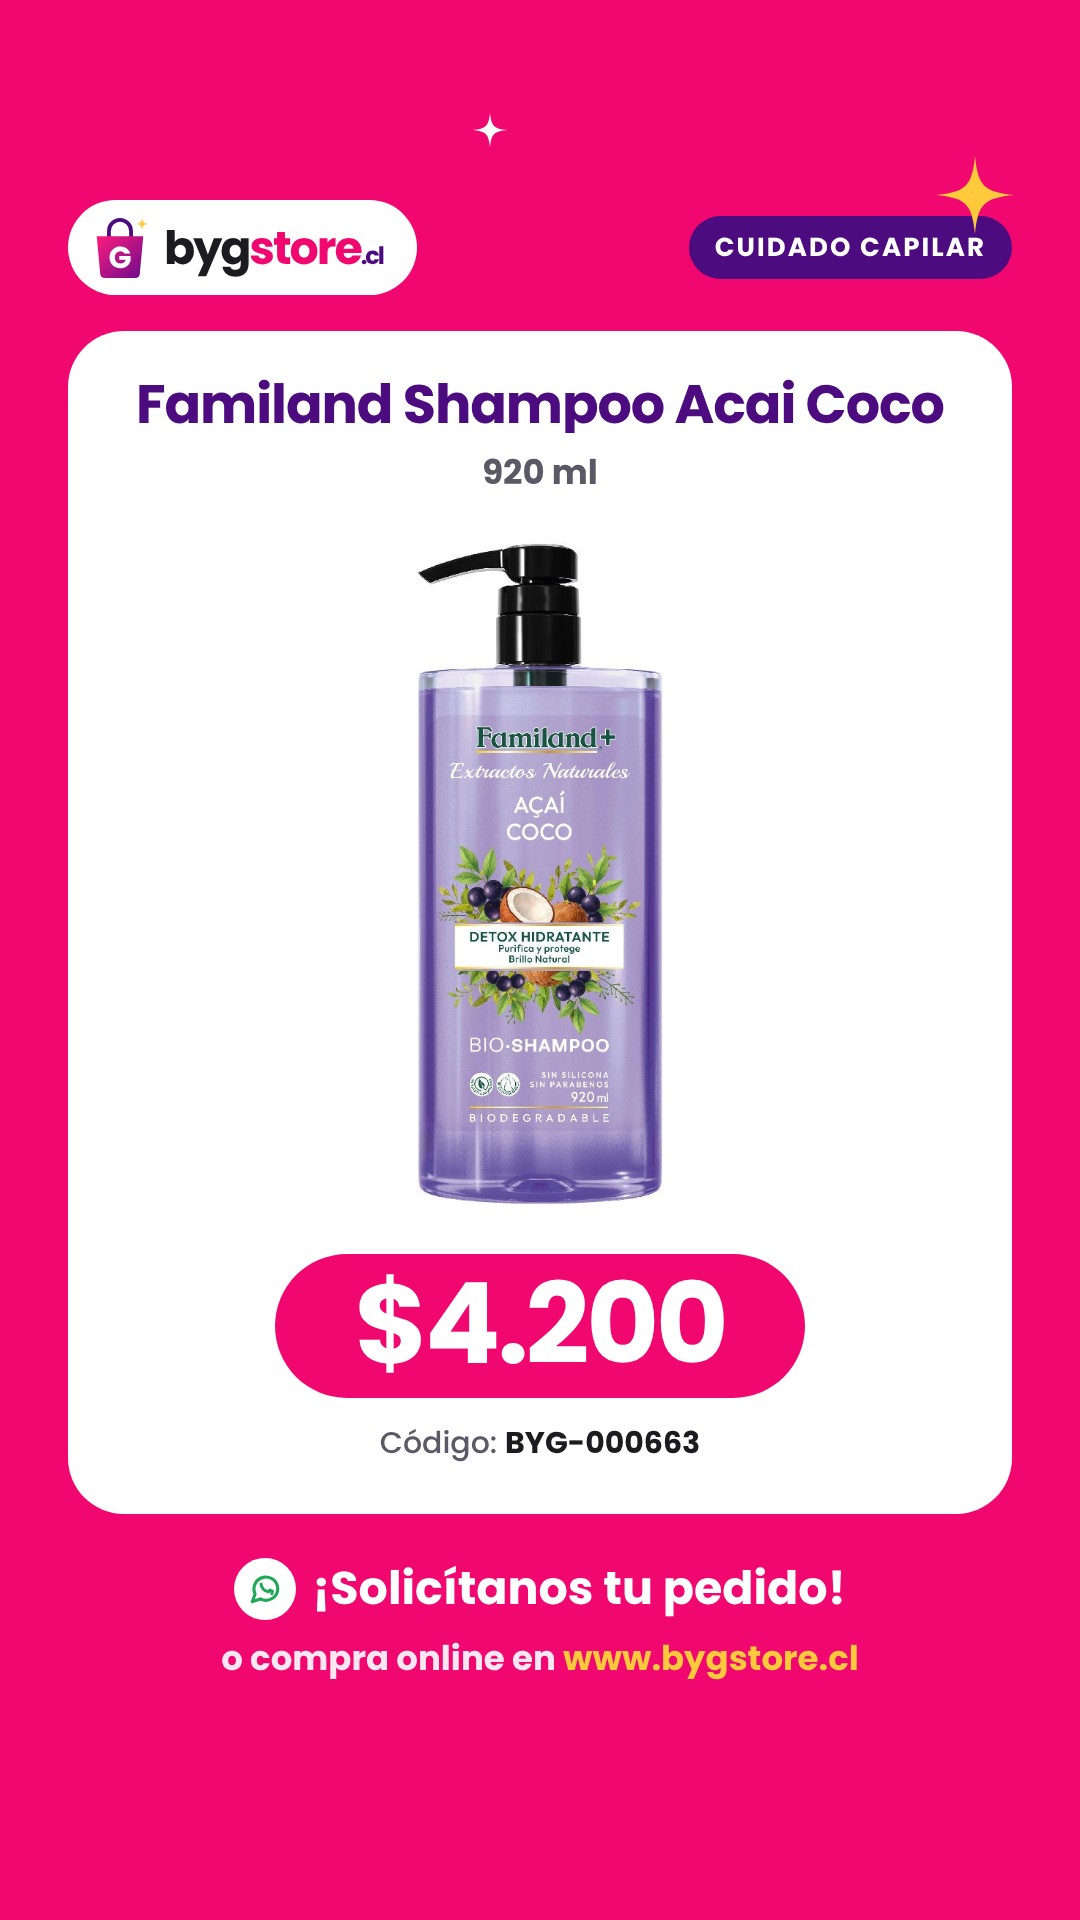 G bygstore.cl
CUIDADO CAPILAR
Familand Shampoo Acai Coco
920 ml
Familand+
Extractos Naturales
AÇAÍ
COCO
DETOX HIDRATANTE
Purifica y protege
Brillo Natural
BIO·SHAMPOO
SIN SILICONA
SIN PARABENOS
920 ml
BIODEGRADABLE
$4.200
Código: BYG-000663
¡Solicítanos tu pedido!
o compra online en www.bygstore.cl